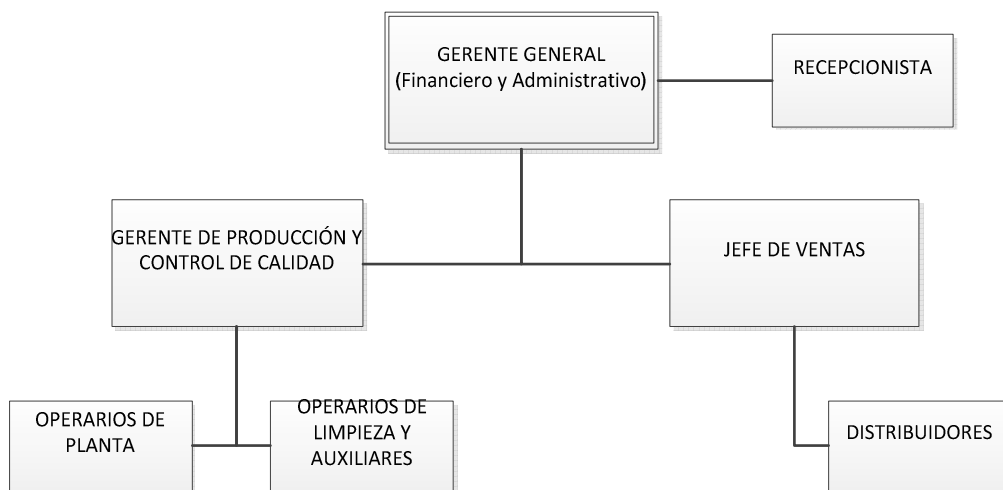 GERENTE GENERAL
(Financiero y Administrativo)
RECEPCIONISTA
GERENTE DE PRODUCCIÓN Y
CONTROL DE CALIDAD
JEFE DE VENTAS
OPERARIOS DE
PLANTA
OPERARIOS DE
LIMPIEZA Y
AUXILIARES
DISTRIBUIDORES